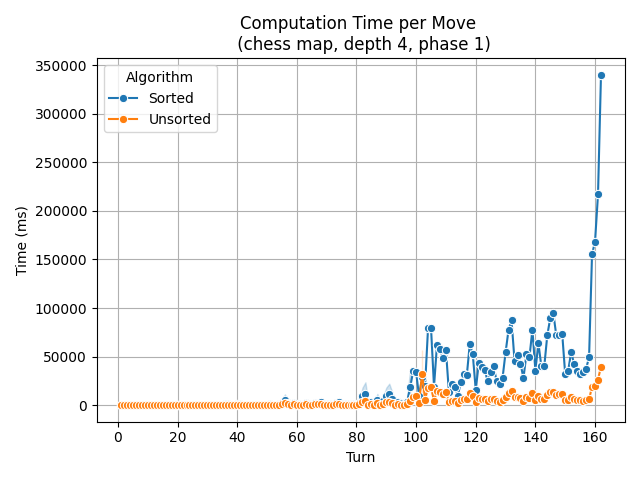 Computation Time per Move
(chess map, depth 4, phase 1)
Algorithm
Sorted
Unsorted
350000
300000
250000
200000
150000
100000
50000
0
Time (ms)
0 20 40 60 80 100 120 140 160
Turn